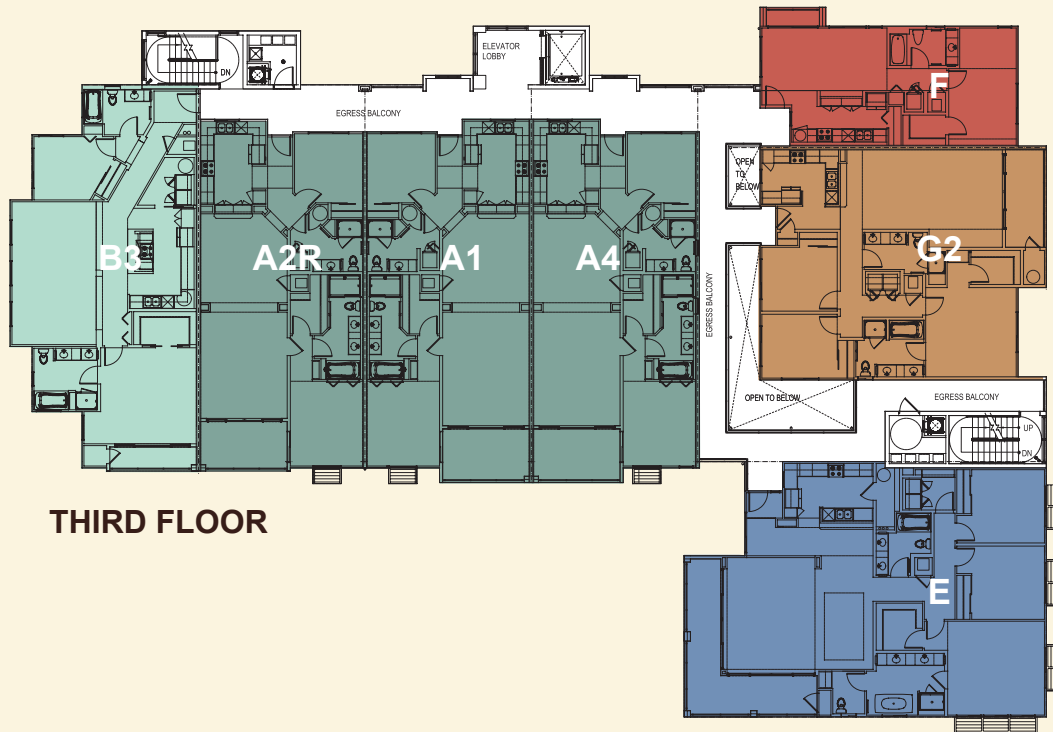 ELEVATOR
LOBBY
DN
EGRESS BALCONY
F
OPEN
TO
BELOW
B3
A2R
A1
A4
G2
EGRESS BALCONY
OPEN TO BELOW
EGRESS BALCONY
UP
DN
THIRD FLOOR
E